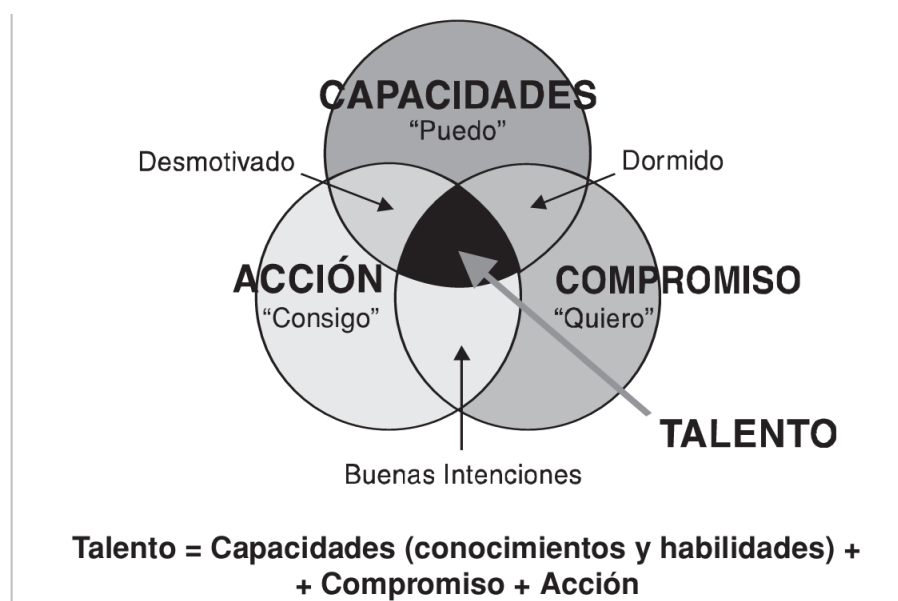 CAPACIDADES
“Puedo”
Desmotivado
Dormido
ACCIÓN
“Consigo”
COMPROMISO
“Quiero”
TALENTO
Buenas Intenciones
Talento = Capacidades (conocimientos y habilidades) +
+ Compromiso + Acción